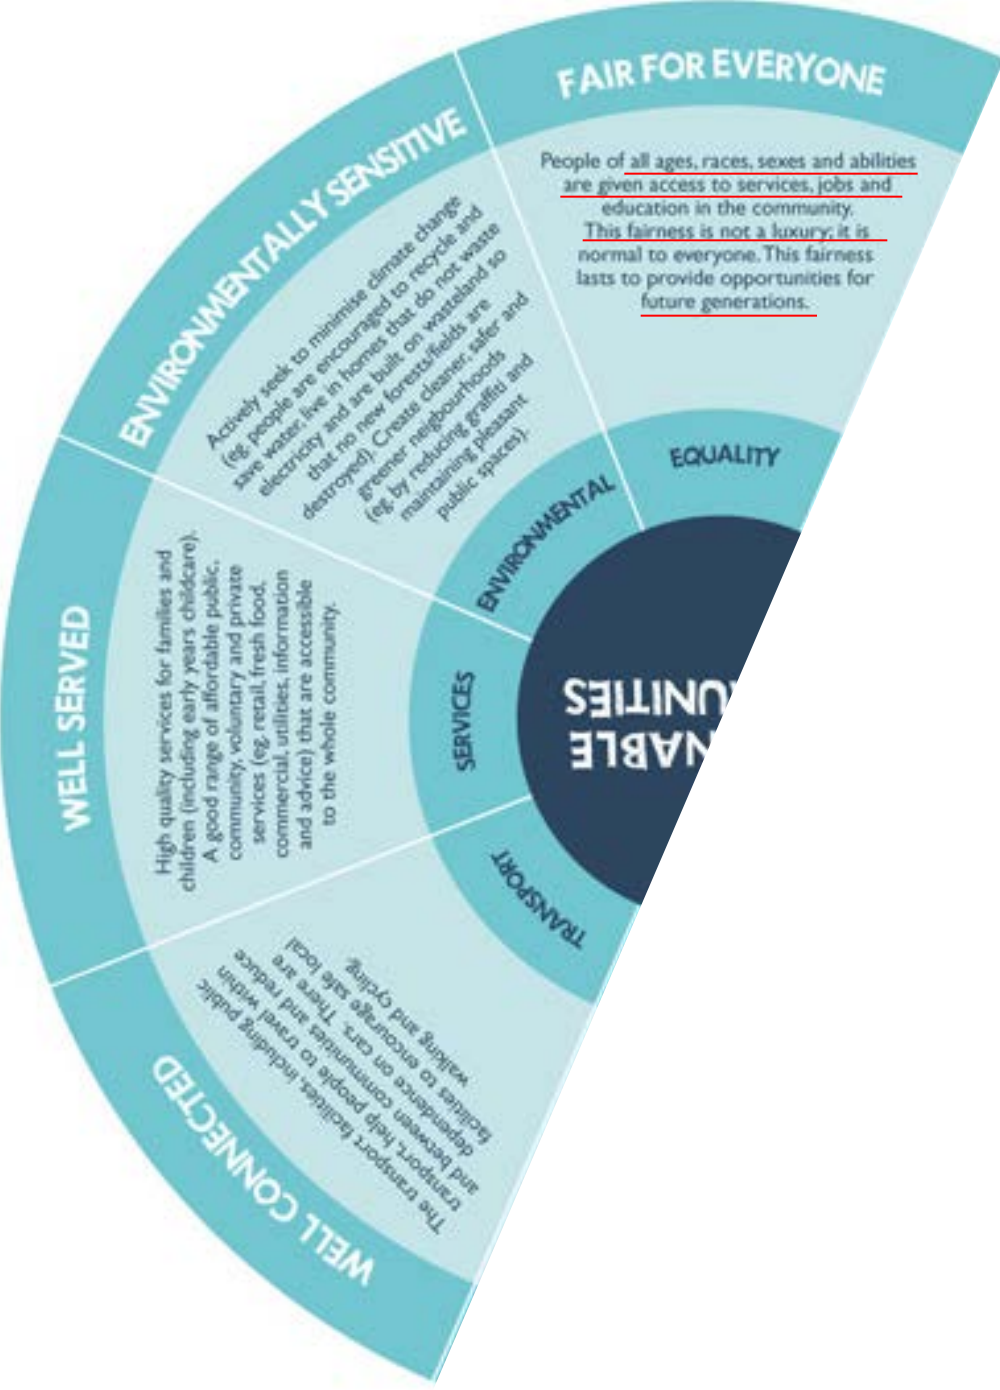 FAIR FOR EVERYONE
People of all ages, races, sexes and abilities
are given access to services, jobs and
education in the community.
This fairness is not a luxury; it is
normal to everyone. This fairness
lasts to provide opportunities for
future generations.
EQUALITY
ENVIRONMENTALLY SENSITIVE
Actively seek to minimise climate change
(eg. people are encouraged to recycle and
save water, live in homes that do not waste
electricity and are built on wasteland so
that no new forests/fields are
destroyed). Create cleaner, safer and
greener neigbourhoods
(eg. by reducing graffiti and
maintaining pleasant
public spaces).
ENVIRONMENTAL
WELL SERVED
High quality services for families and
children (including early years childcare).
A good range of affordable public,
community, voluntary and private
services (eg. retail, fresh food,
commercial, utilities, information
and advice) that are accessible
to the whole community.
SERVICES
WELL CONNECTED
The transport facilities, including public
transport, help people to travel within
and between communities and reduce
dependence on cars. There are
facilities to encourage safe local
walking and cycling.
TRANSPORT
NABLE
UNITIES